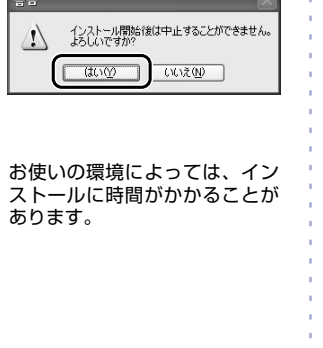 インストール開始後は中止することができません。
よろしいですか?
はい(Y) いいえ(N)
お使いの環境によっては、イン
ストールに時間がかかることが
あります。